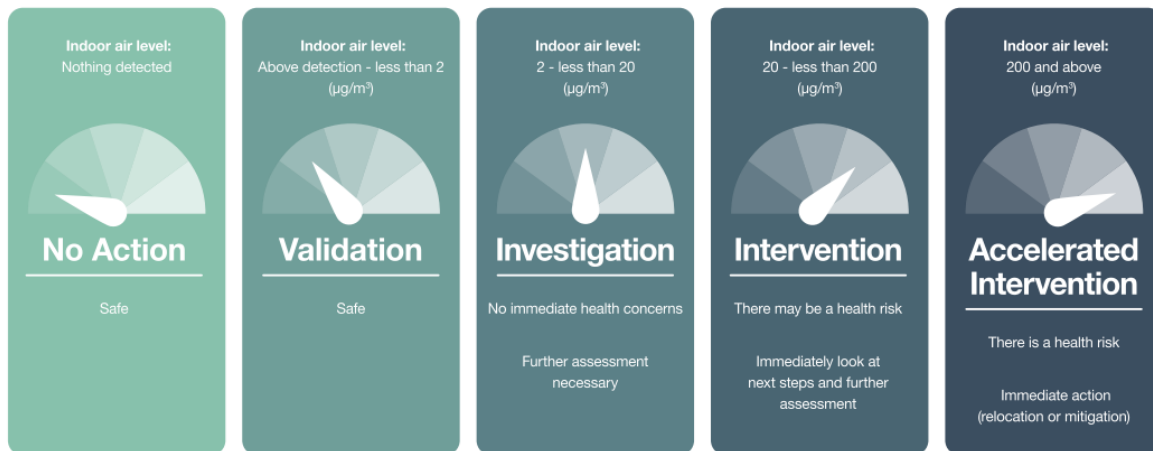 Indoor air level:
Nothing detected
No Action
Safe
Indoor air level:
Above detection - less than 2
(µg/m³)
Validation
Safe
Indoor air level:
2 - less than 20
(µg/m³)
Investigation
No immediate health concerns
Further assessment
necessary
Indoor air level:
20 - less than 200
(µg/m³)
Intervention
There may be a health risk
Immediately look at
next steps and further
assessment
Indoor air level:
200 and above
(µg/m³)
Accelerated
Intervention
There is a health risk
Immediate action
(relocation or mitigation)